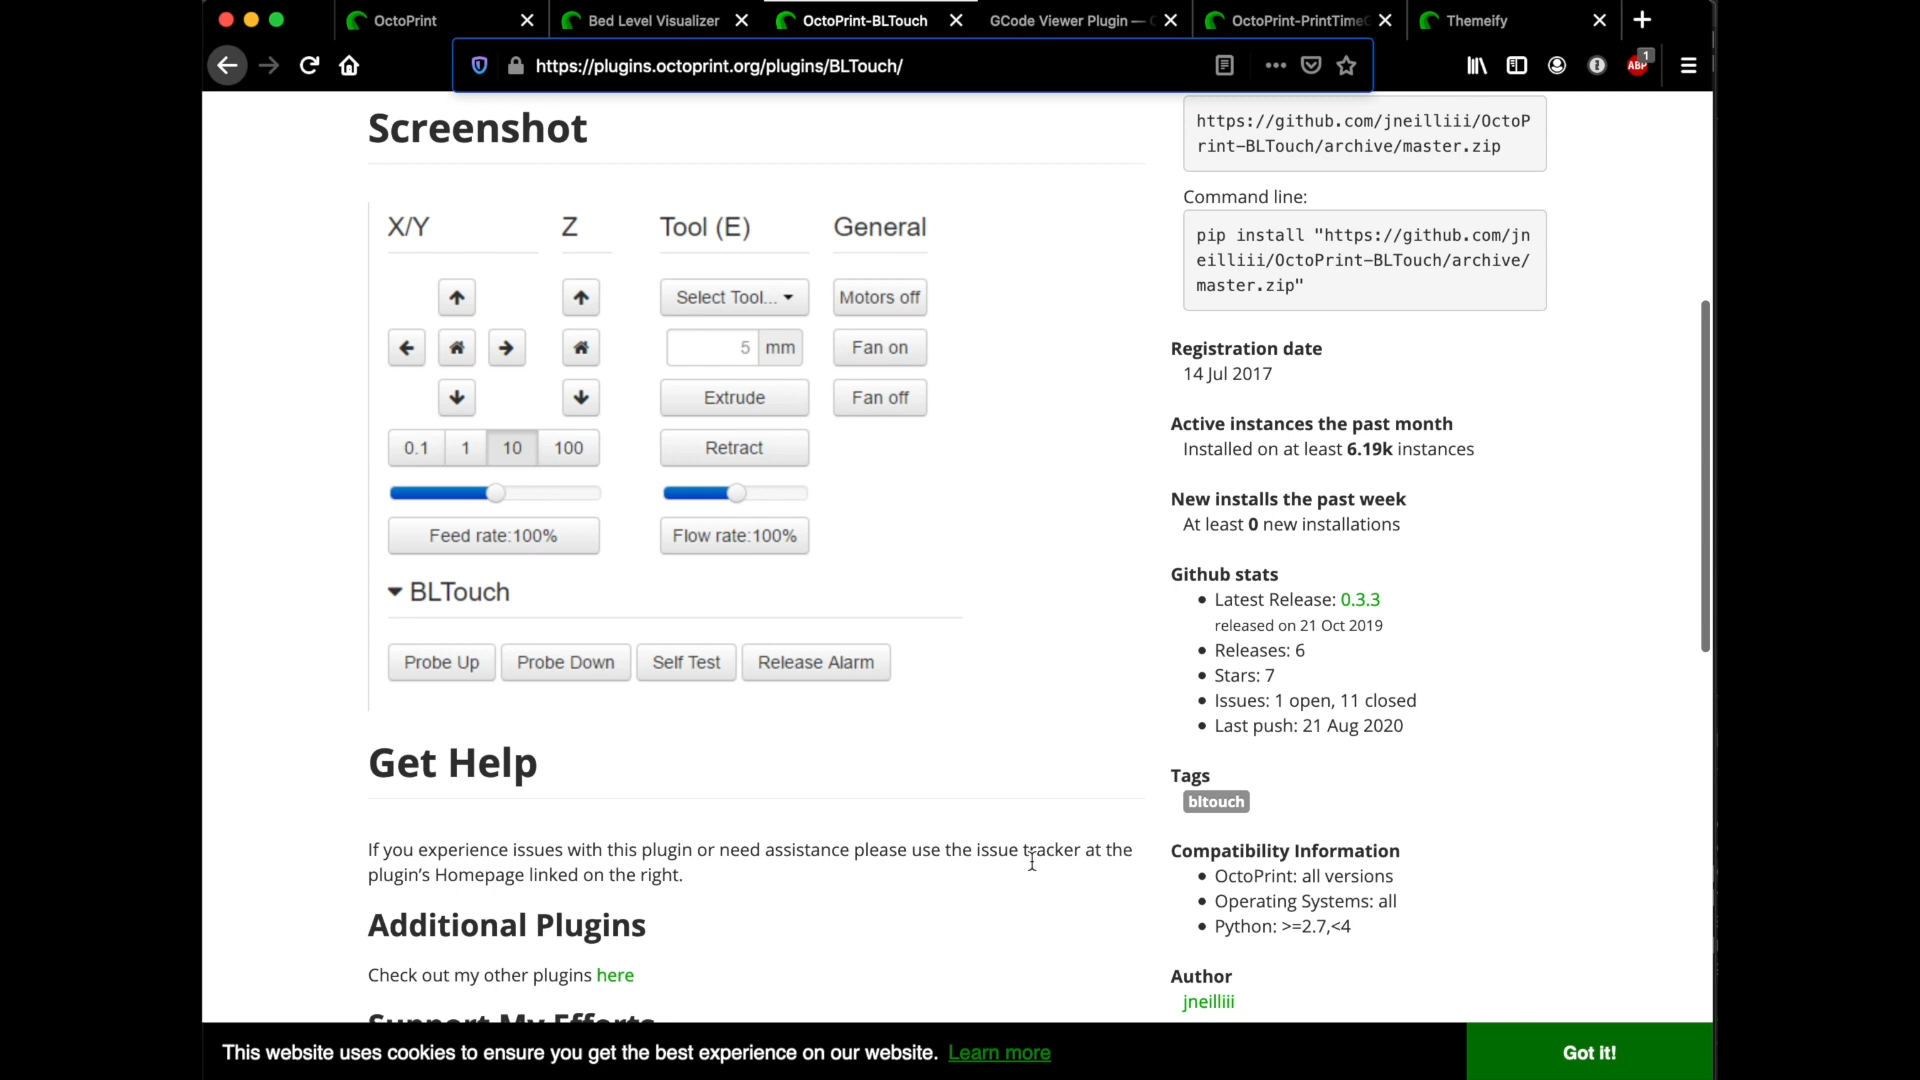 OctoPrint
Bed Level Visualizer
OctoPrint-BLTouch
GCode Viewer Plugin —
OctoPrint-PrintTime
Themeify
https://plugins.octoprint.org/plugins/BLTouch/
ABP
1
Screenshot
X/Y
Z
Tool (E)
General
Select Tool...
Motors off
5
mm
Fan on
Extrude
Fan off
0.1
1
10
100
Retract
Feed rate:100%
Flow rate:100%
BLTouch
Probe Up
Probe Down
Self Test
Release Alarm
Get Help
If you experience issues with this plugin or need assistance please use the issue tracker at the
plugin’s Homepage linked on the right.
Additional Plugins
Check out my other plugins here
Support My Efforts
https://github.com/jneilliii/OctoP
rint-BLTouch/archive/master.zip
Command line:
pip install "https://github.com/jn
eilliii/OctoPrint-BLTouch/archive/
master.zip"
Registration date
14 Jul 2017
Active instances the past month
Installed on at least 6.19k instances
New installs the past week
At least 0 new installations
Github stats
Latest Release: 0.3.3
released on 21 Oct 2019
Releases: 6
Stars: 7
Issues: 1 open, 11 closed
Last push: 21 Aug 2020
Tags
bltouch
Compatibility Information
OctoPrint: all versions
Operating Systems: all
Python: >=2.7,<4
Author
jneilliii
This website uses cookies to ensure you get the best experience on our website. Learn more
Got it!